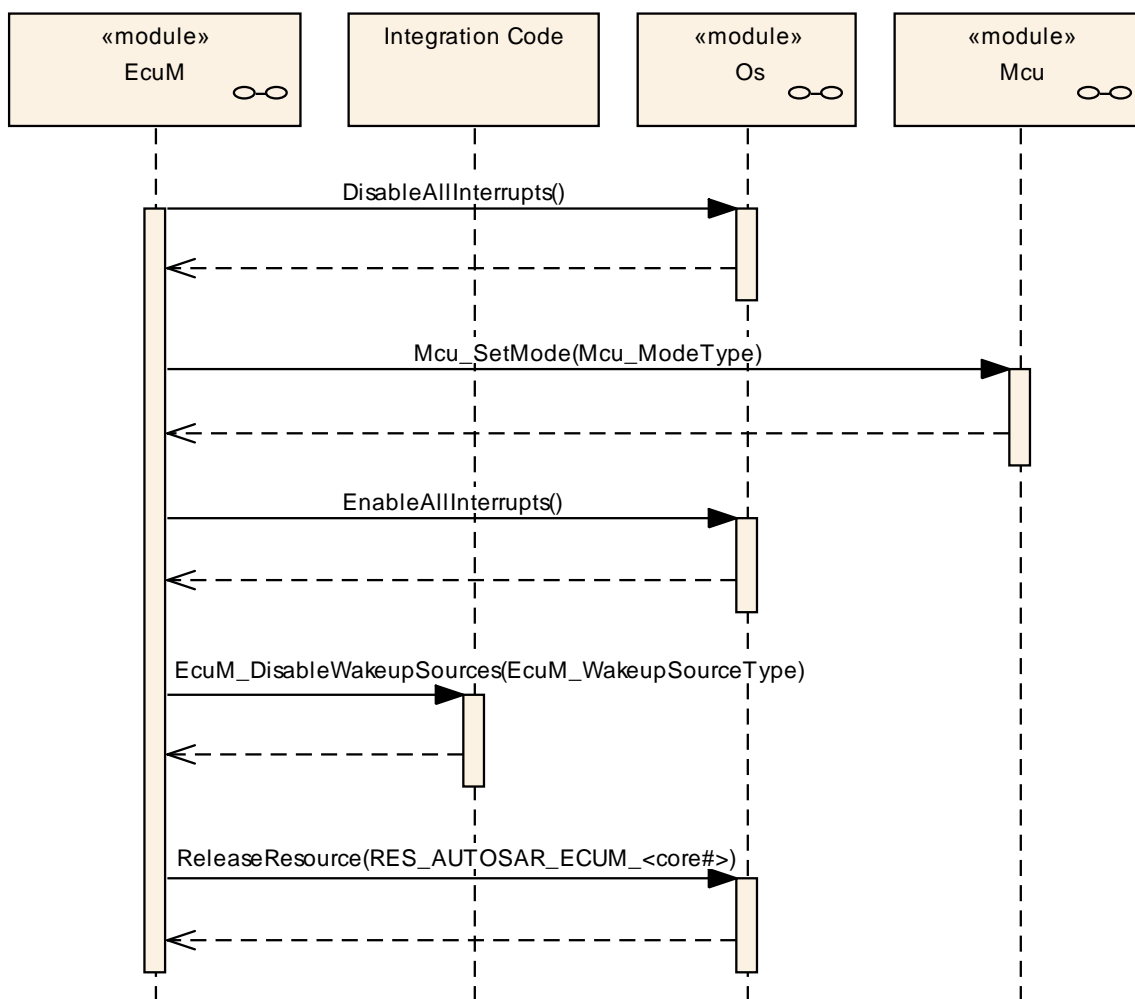 «module»
EcuM
Integration Code
«module»
Os
«module»
Mcu
DisableAllInterrupts()
Mcu_SetMode(Mcu_ModeType)
EnableAllInterrupts()
EcuM_DisableWakeupSources(EcuM_WakeupSourceType)
ReleaseResource(RES_AUTOSAR_ECUM_<core#>)